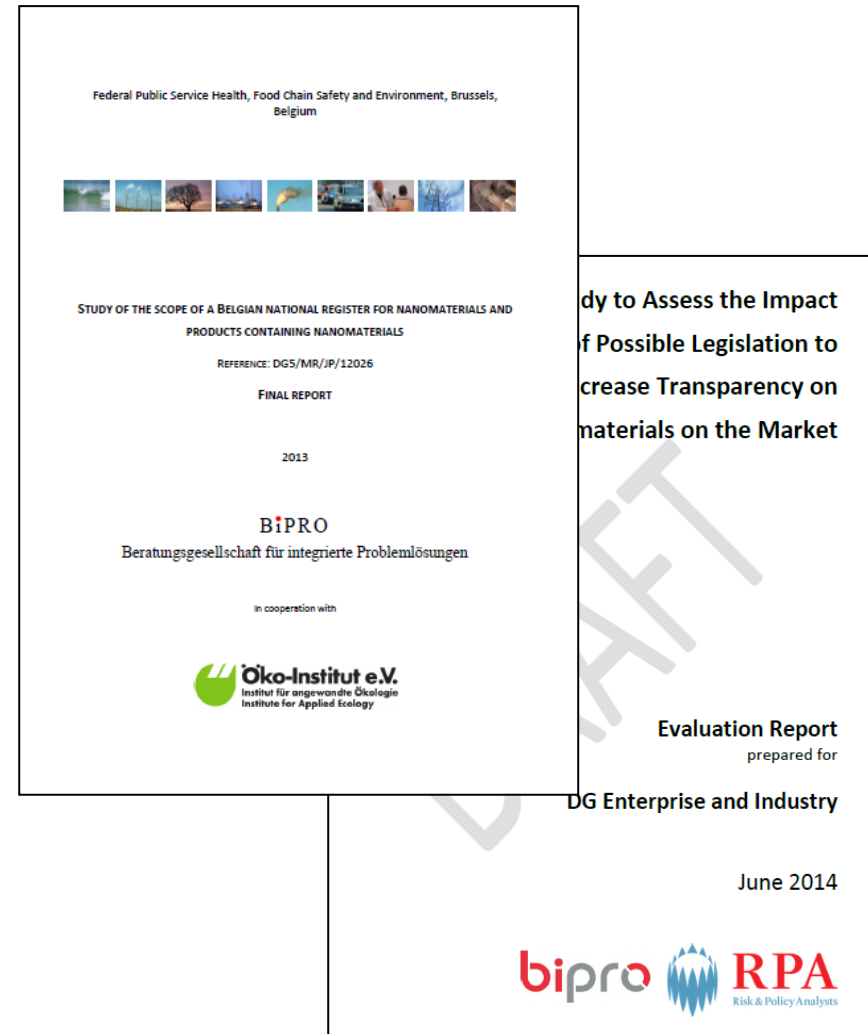 Federal Public Service Health, Food Chain Safety and Environment, Brussels,
Belgium
STUDY OF THE SCOPE OF A BELGIAN NATIONAL REGISTER FOR NANOMATERIALS AND
PRODUCTS CONTAINING NANOMATERIALS
REFERENCE: DG5/MR/JP/12026
FINAL REPORT
2013
BiPRO
Beratungsgesellschaft für integrierte Problemlösungen
In cooperation with
Öko-Institut e.V.
Institut für angewandte Ökologie
Institute for Applied Ecology
dy to Assess the Impact
of Possible Legislation to
crease Transparency on
materials on the Market
Evaluation Report
prepared for
DG Enterprise and Industry
June 2014
bipro
RPA
Risk & Policy Analysts